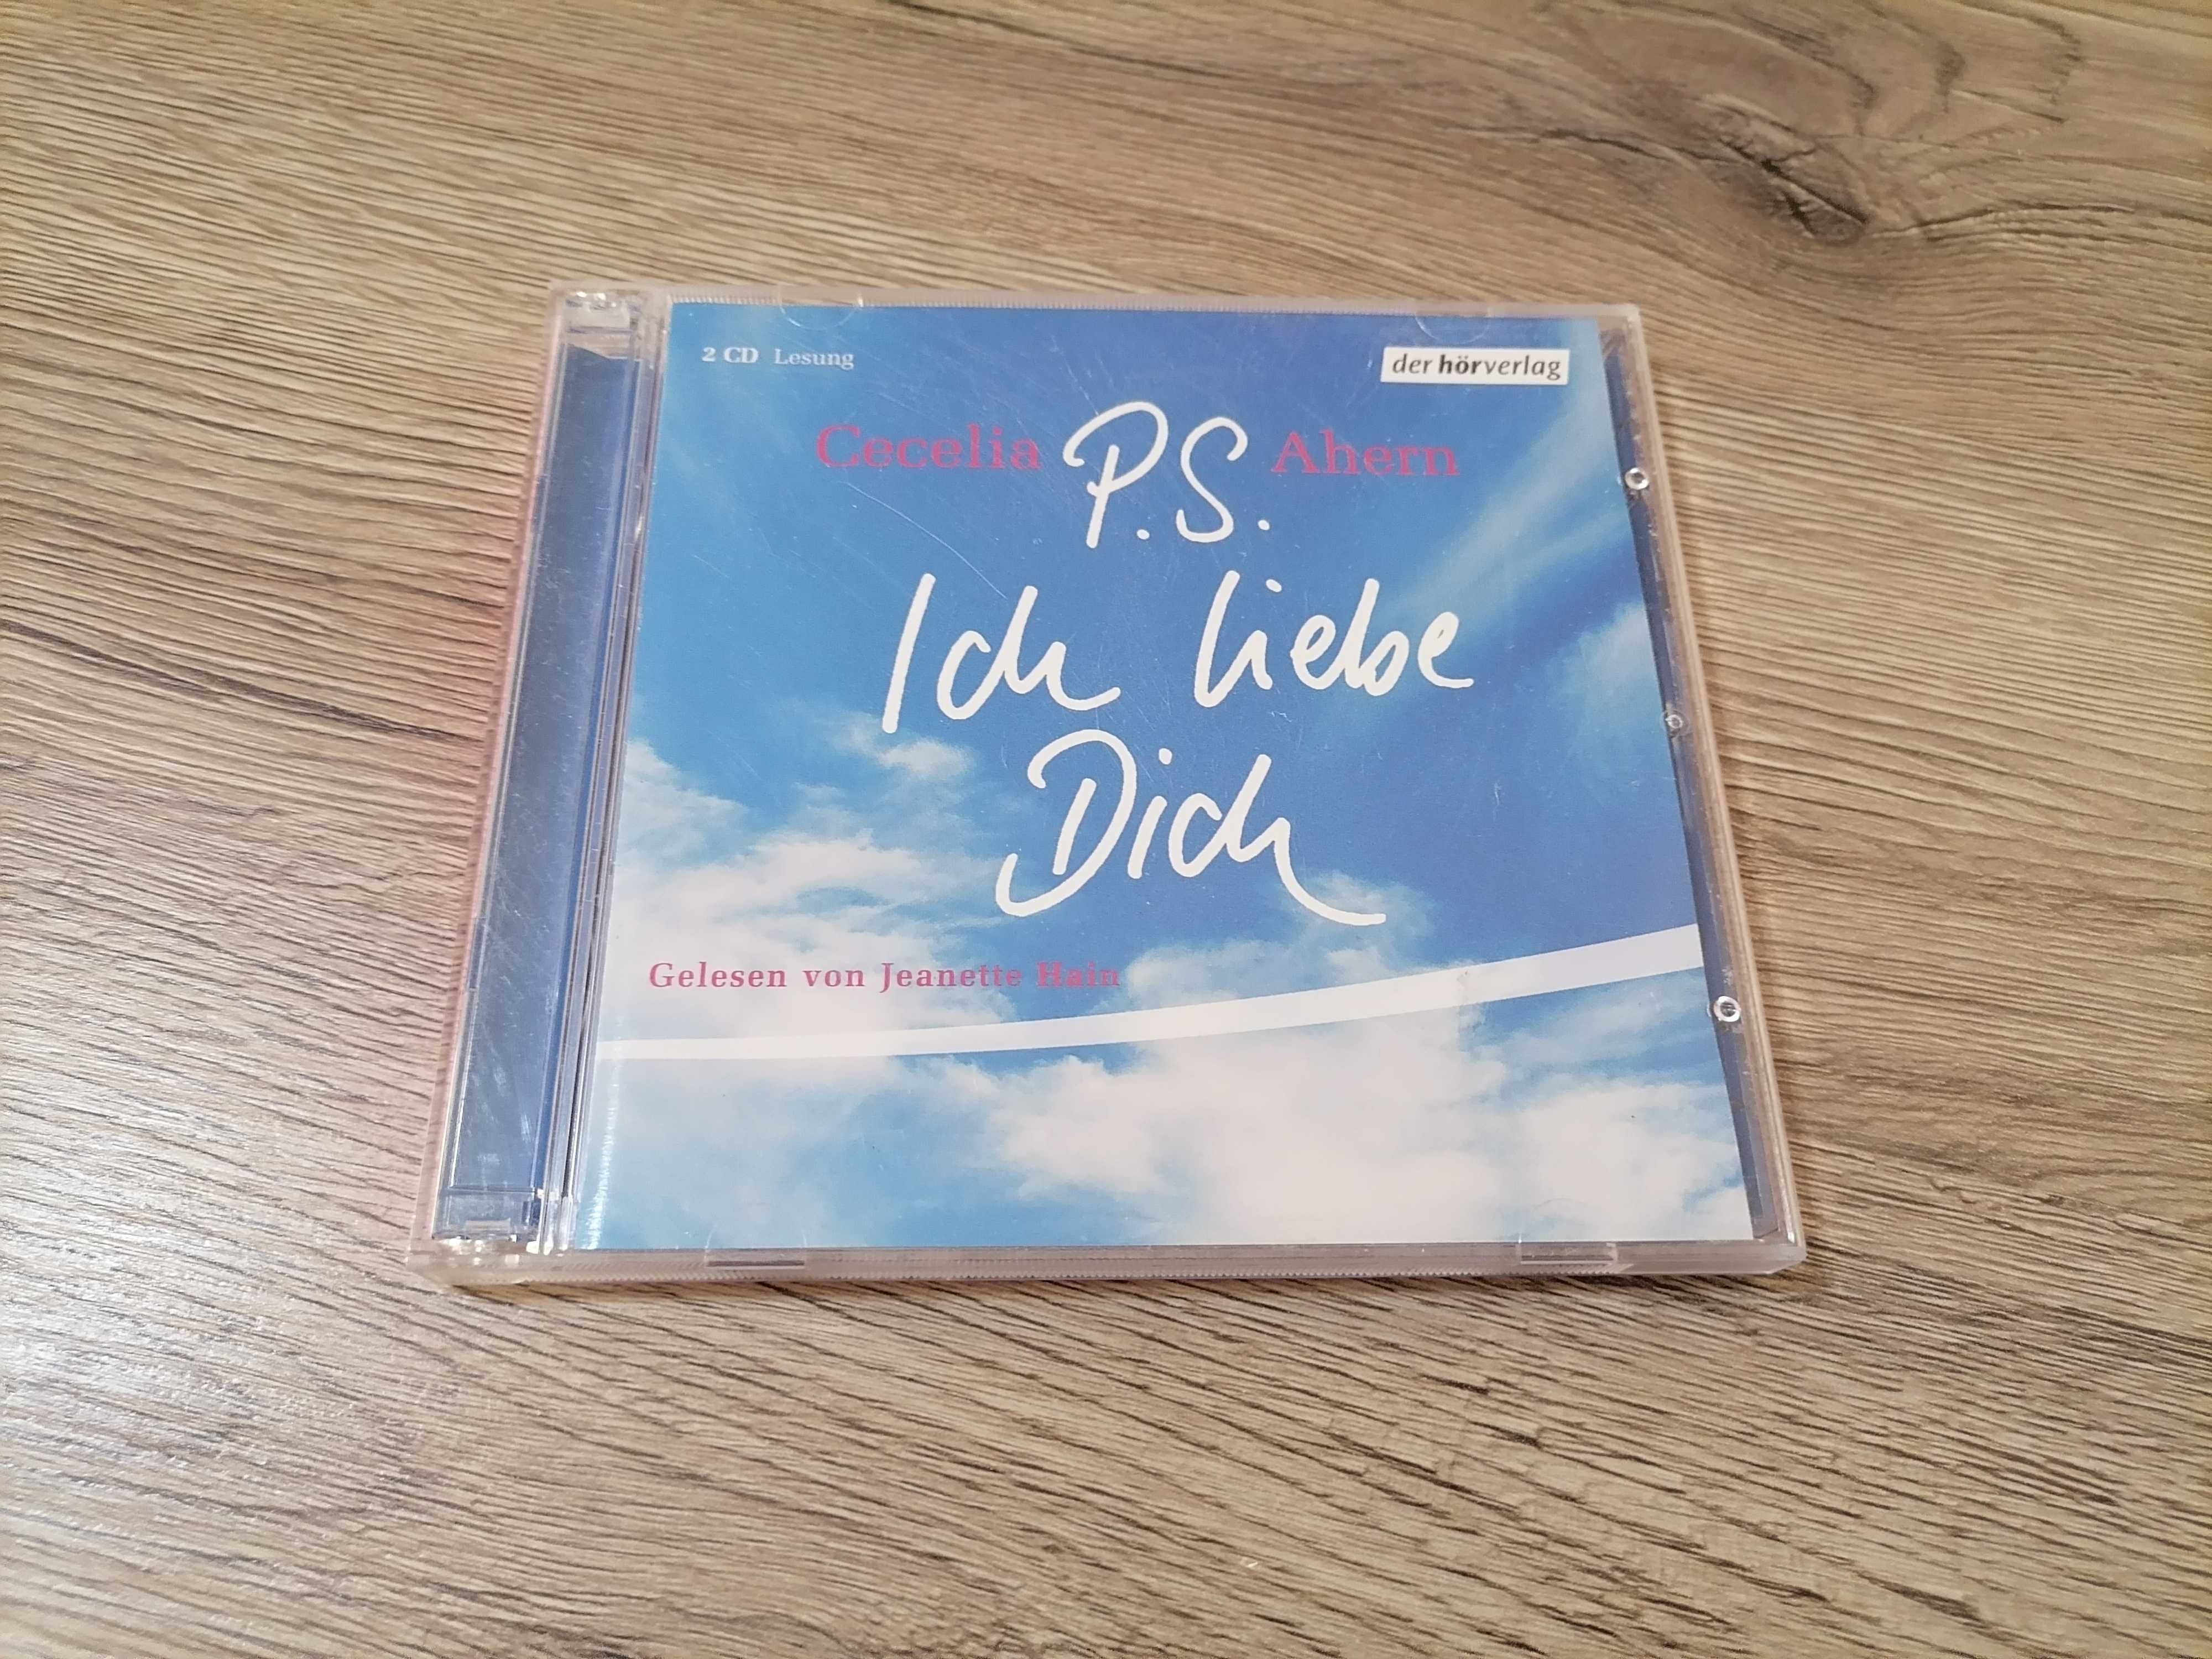 2 CD Lesung
der hörverlag
Cecelia P.S. Ahern
Ich liebe
Dich
Gelesen von Jeanette Hain